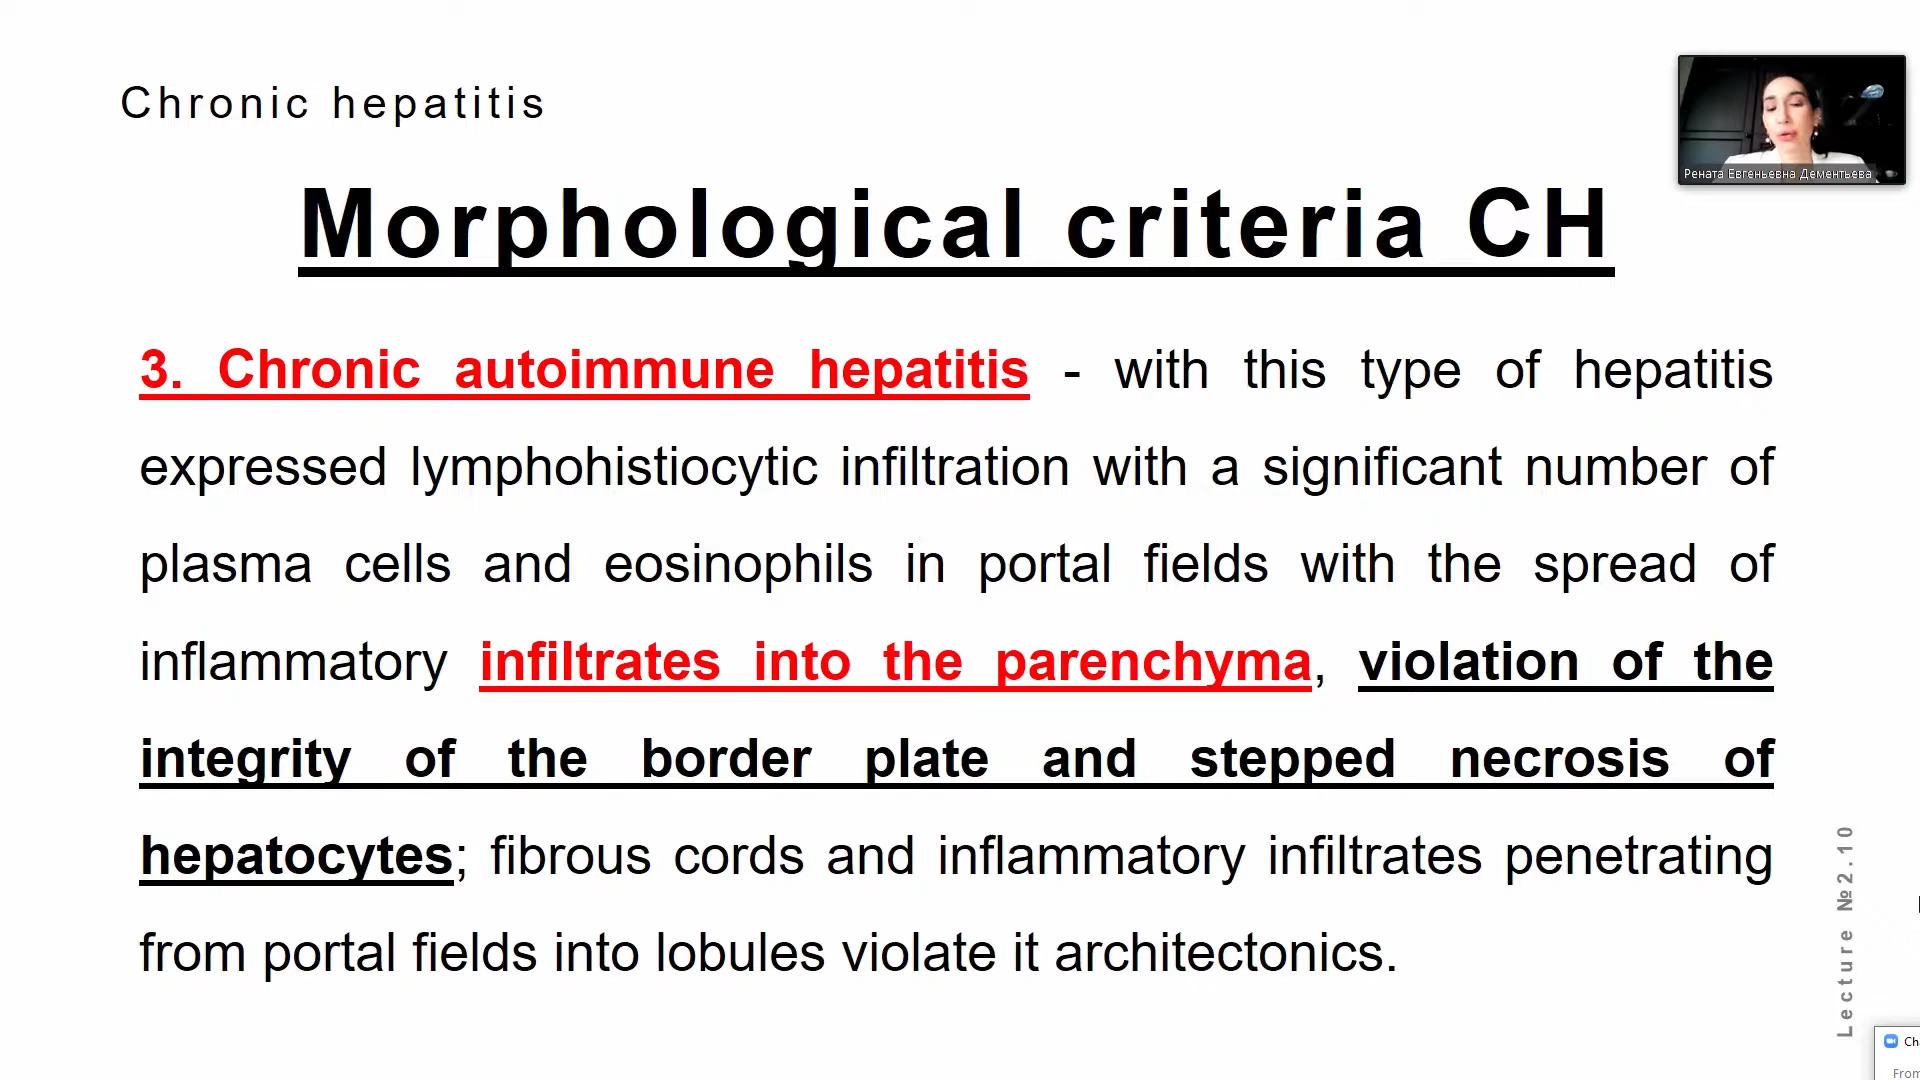 Chronic hepatitis
Рената Евгеньевна Дементьева
Morphological criteria CH
3. Chronic autoimmune hepatitis - with this type of hepatitis
expressed lymphohistiocytic infiltration with a significant number of
plasma cells and eosinophils in portal fields with the spread of
inflammatory infiltrates into the parenchyma, violation of the
integrity of the border plate and stepped necrosis of
hepatocytes; fibrous cords and inflammatory infiltrates penetrating
from portal fields into lobules violate it architectonics.
Lecture №2.10
From